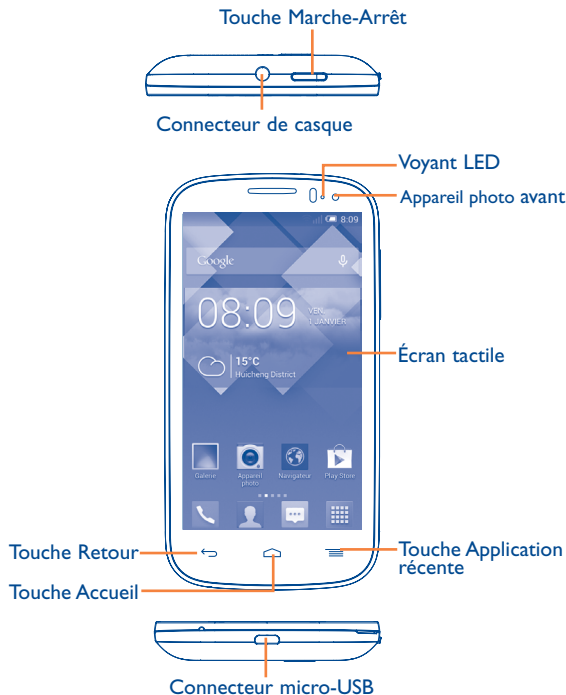 Touche Marche-Arrêt
Connecteur de casque
Voyant LED
Appareil photo avant
8:09
Google
08:09
VEN.
1 JANVIER
Écran tactile
15°C
Huicheng District
Galerie
Appareil
photo
Navigateur
Play Store
Touche Retour
Touche Application
récente
Touche Accueil
Connecteur micro-USB